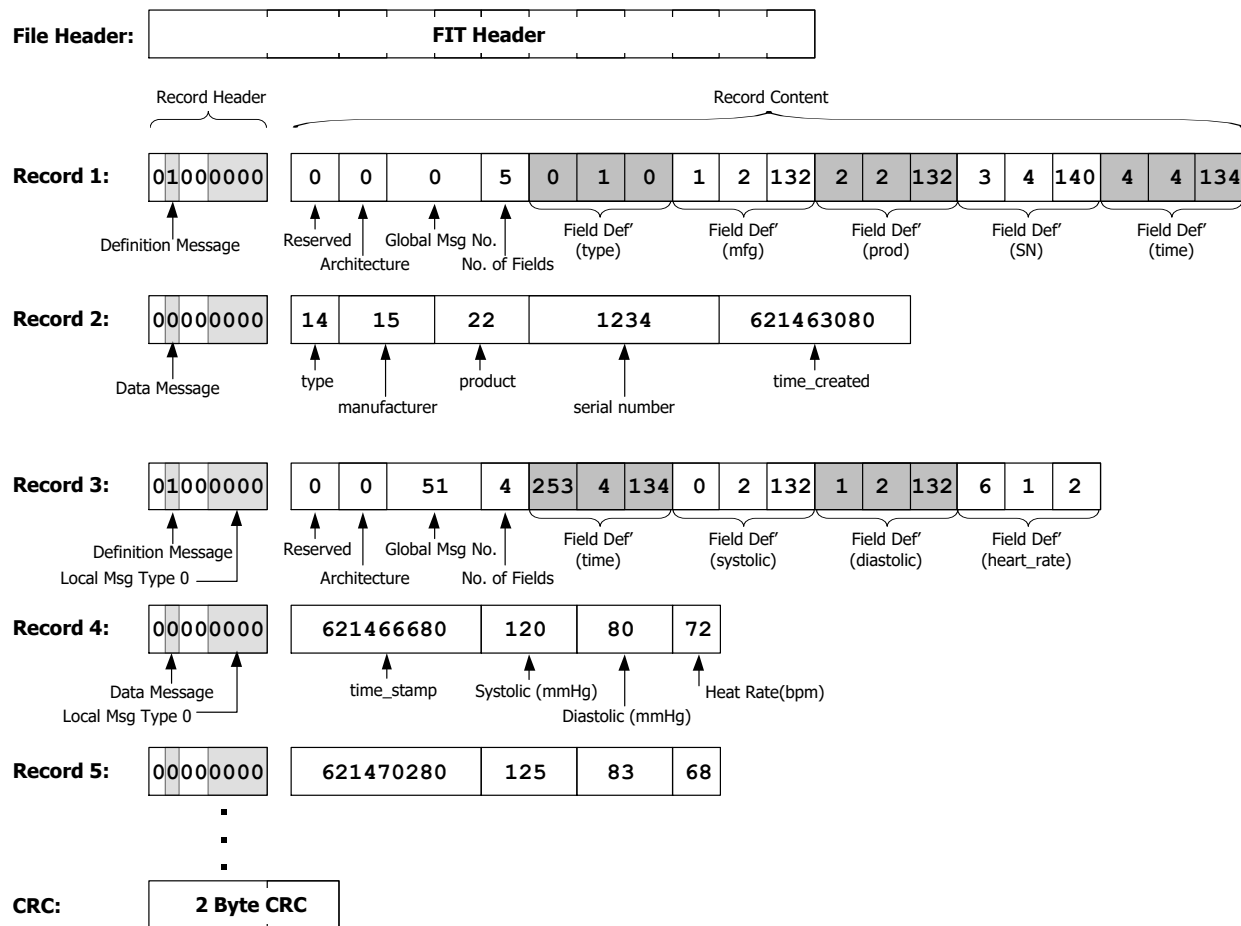 File Header: FIT Header
Record Header Record Content
Record 1: 01000000 0 0 0 5 0 1 0 1 2 132 2 2 132 3 4 140 4 4 134
Definition Message Reserved Architecture Global Msg No. No. of Fields Field Def' (type) Field Def' (mfg) Field Def' (prod) Field Def' (SN) Field Def' (time)
Record 2: 00000000 14 15 22 1234 621463080
Data Message type manufacturer product serial number time_created
Record 3: 01000000 0 0 51 4 253 4 134 0 2 132 1 2 132 6 1 2
Definition Message Reserved Architecture Global Msg No. No. of Fields Field Def' (time) Field Def' (systolic) Field Def' (diastolic) Field Def' (heart_rate)
Local Msg Type 0
Record 4: 00000000 621466680 120 80 72
Data Message time_stamp Systolic (mmHg) Diastolic (mmHg) Heat Rate(bpm)
Local Msg Type 0
Record 5: 00000000 621470280 125 83 68
CRC: 2 Byte CRC